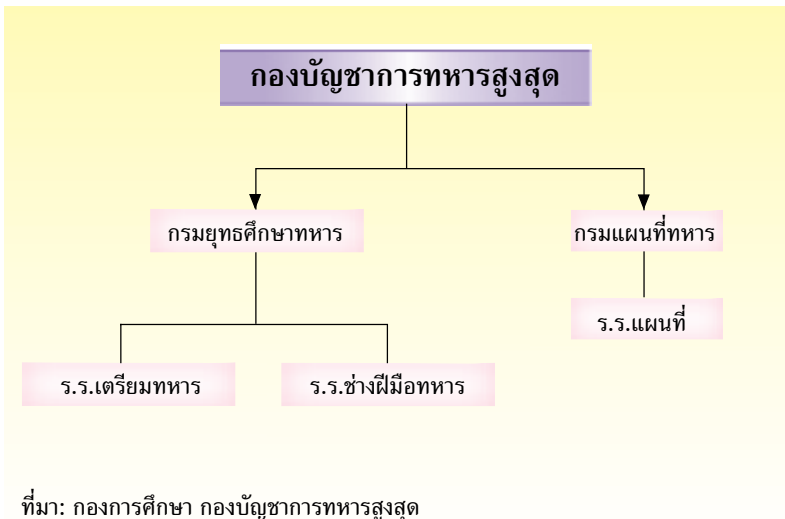 กองบัญชาการทหารสูงสุด
กรมยุทธศึกษาทหาร
กรมแผนที่ทหาร
ร.ร.แผนที่
ร.ร.เตรียมทหาร
ร.ร.ช่างฝีมือทหาร
ที่มา: กองการศึกษา กองบัญชาการทหารสูงสุด